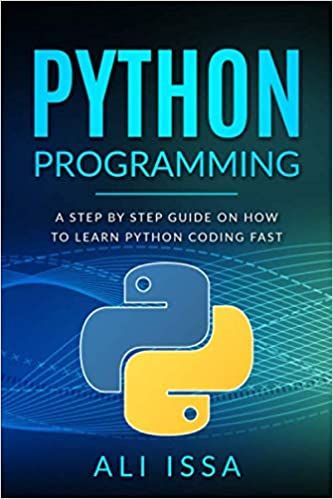 PYTHON
PROGRAMMING
A STEP BY STEP GUIDE ON HOW
TO LEARN PYTHON CODING FAST
ALI ISSA